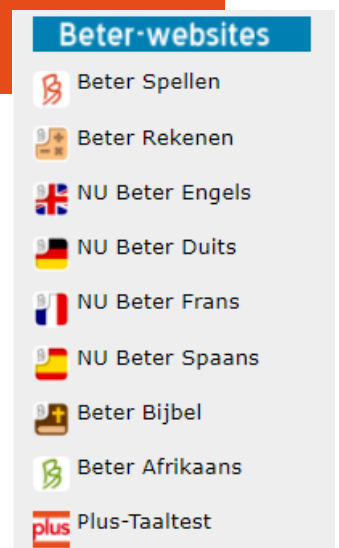 Beter-websites
Beter Spellen
Beter Rekenen
NU Beter Engels
NU Beter Duits
NU Beter Frans
NU Beter Spaans
Beter Bijbel
Beter Afrikaans
plus Plus-Taaltest